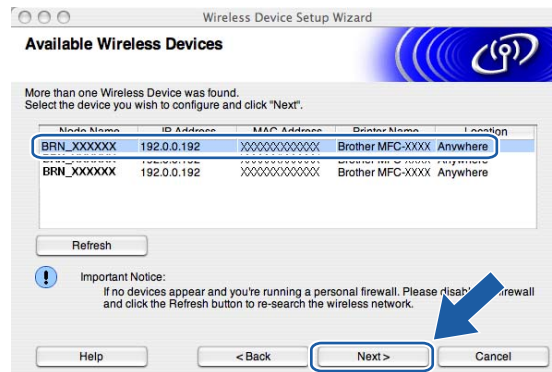 Wireless Device Setup Wizard
Available Wireless Devices
More than one Wireless Device was found.
Select the device you wish to configure and click "Next".
Node Name IP Address MAC Address Printer Name Location
BRN_XXXXXX 192.0.0.192 XXXXXXXXXXXX Brother MFC-XXXX Anywhere
BRN_XXXXXX 192.0.0.192 XXXXXXXXXXXX Brother MFC-XXXX Anywhere
Refresh
Important Notice:
If no devices appear and you're running a personal firewall. Please firewall
and click the Refresh button to re-search the wireless network.
Help < Back Next > Cancel